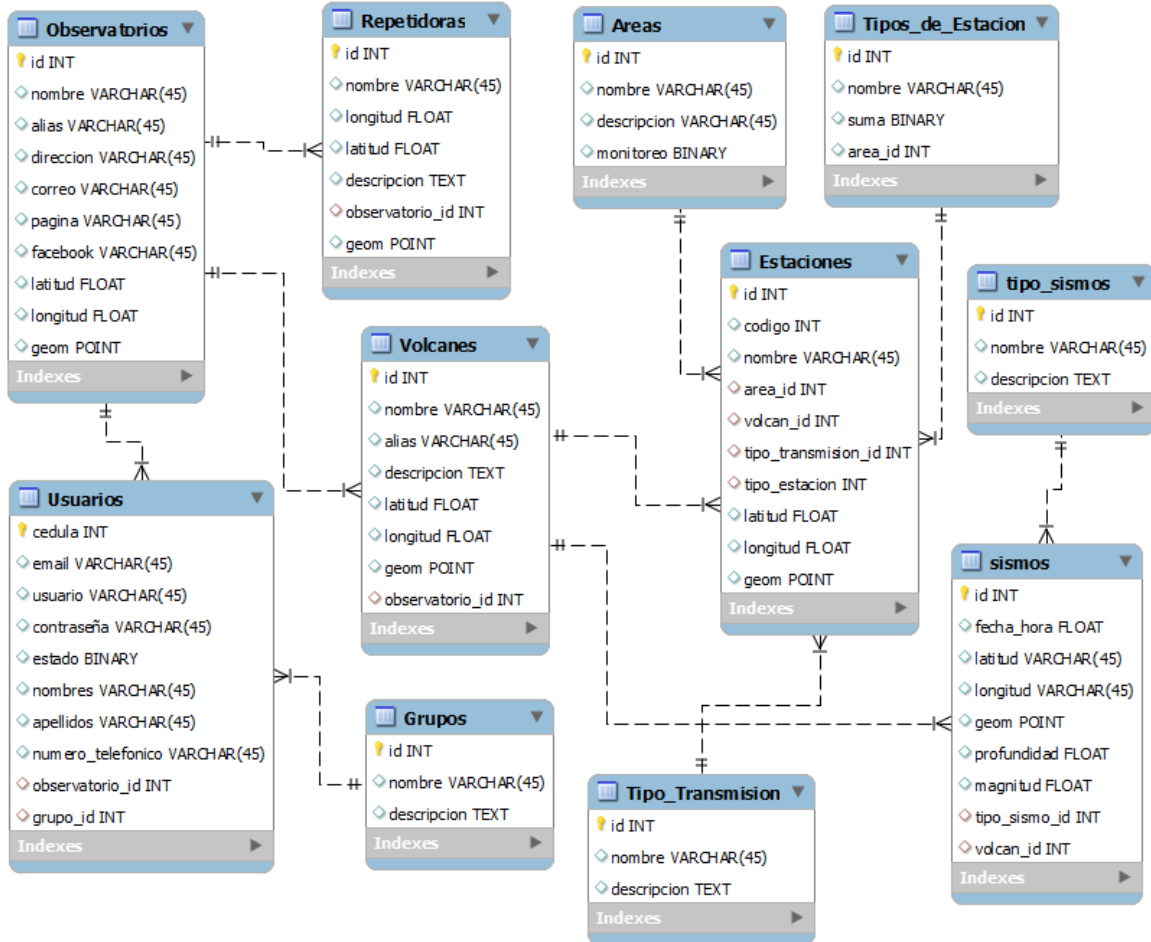 Observatorios
id INT
nombre VARCHAR(45)
alias VARCHAR(45)
direccion VARCHAR(45)
correo VARCHAR(45)
pagina VARCHAR(45)
facebook VARCHAR(45)
latitud FLOAT
longitud FLOAT
geom POINT
Indexes
Repetidoras
id INT
nombre VARCHAR(45)
longitud FLOAT
latitud FLOAT
descripcion TEXT
observatorio_id INT
geom POINT
Indexes
Areas
id INT
nombre VARCHAR(45)
descripcion VARCHAR(45)
monitoreo BINARY
Indexes
Tipos_de_Estacion
id INT
nombre VARCHAR(45)
suma BINARY
area_id INT
Indexes
Estaciones
id INT
codigo INT
nombre VARCHAR(45)
area_id INT
volcan_id INT
tipo_transmision_id INT
tipo_estacion INT
latitud FLOAT
longitud FLOAT
geom POINT
Indexes
tipo_sismos
id INT
nombre VARCHAR(45)
descripcion TEXT
Indexes
Volcanes
id INT
nombre VARCHAR(45)
alias VARCHAR(45)
descripcion TEXT
latitud FLOAT
longitud FLOAT
geom POINT
observatorio_id INT
Indexes
Usuarios
cedula INT
email VARCHAR(45)
usuario VARCHAR(45)
contraseña VARCHAR(45)
estado BINARY
nombres VARCHAR(45)
apellidos VARCHAR(45)
numero_telefonico VARCHAR(45)
observatorio_id INT
grupo_id INT
Indexes
sismos
id INT
fecha_hora FLOAT
latitud VARCHAR(45)
longitud VARCHAR(45)
geom POINT
profundidad FLOAT
magnitud FLOAT
tipo_sismo_id INT
volcan_id INT
Indexes
Grupos
id INT
nombre VARCHAR(45)
descripcion TEXT
Indexes
Tipo_Transmision
id INT
nombre VARCHAR(45)
descripcion TEXT
Indexes